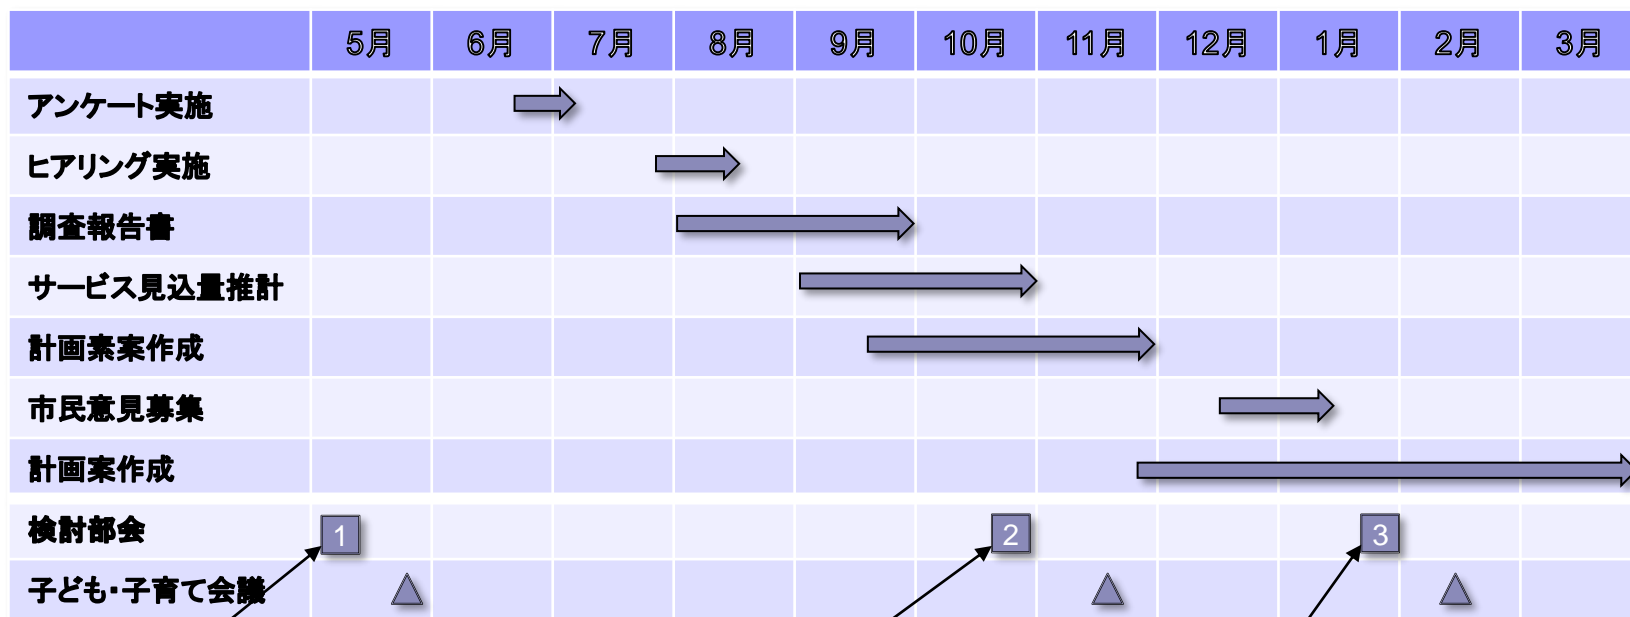 5月 6月 7月 8月 9月 10月 11月 12月 1月 2月 3月
アンケート実施
ヒアリング実施
調査報告書
サービス見込量推計
計画素案作成
市民意見募集
計画案作成
検討部会 1 2 3
子ども・子育て会議